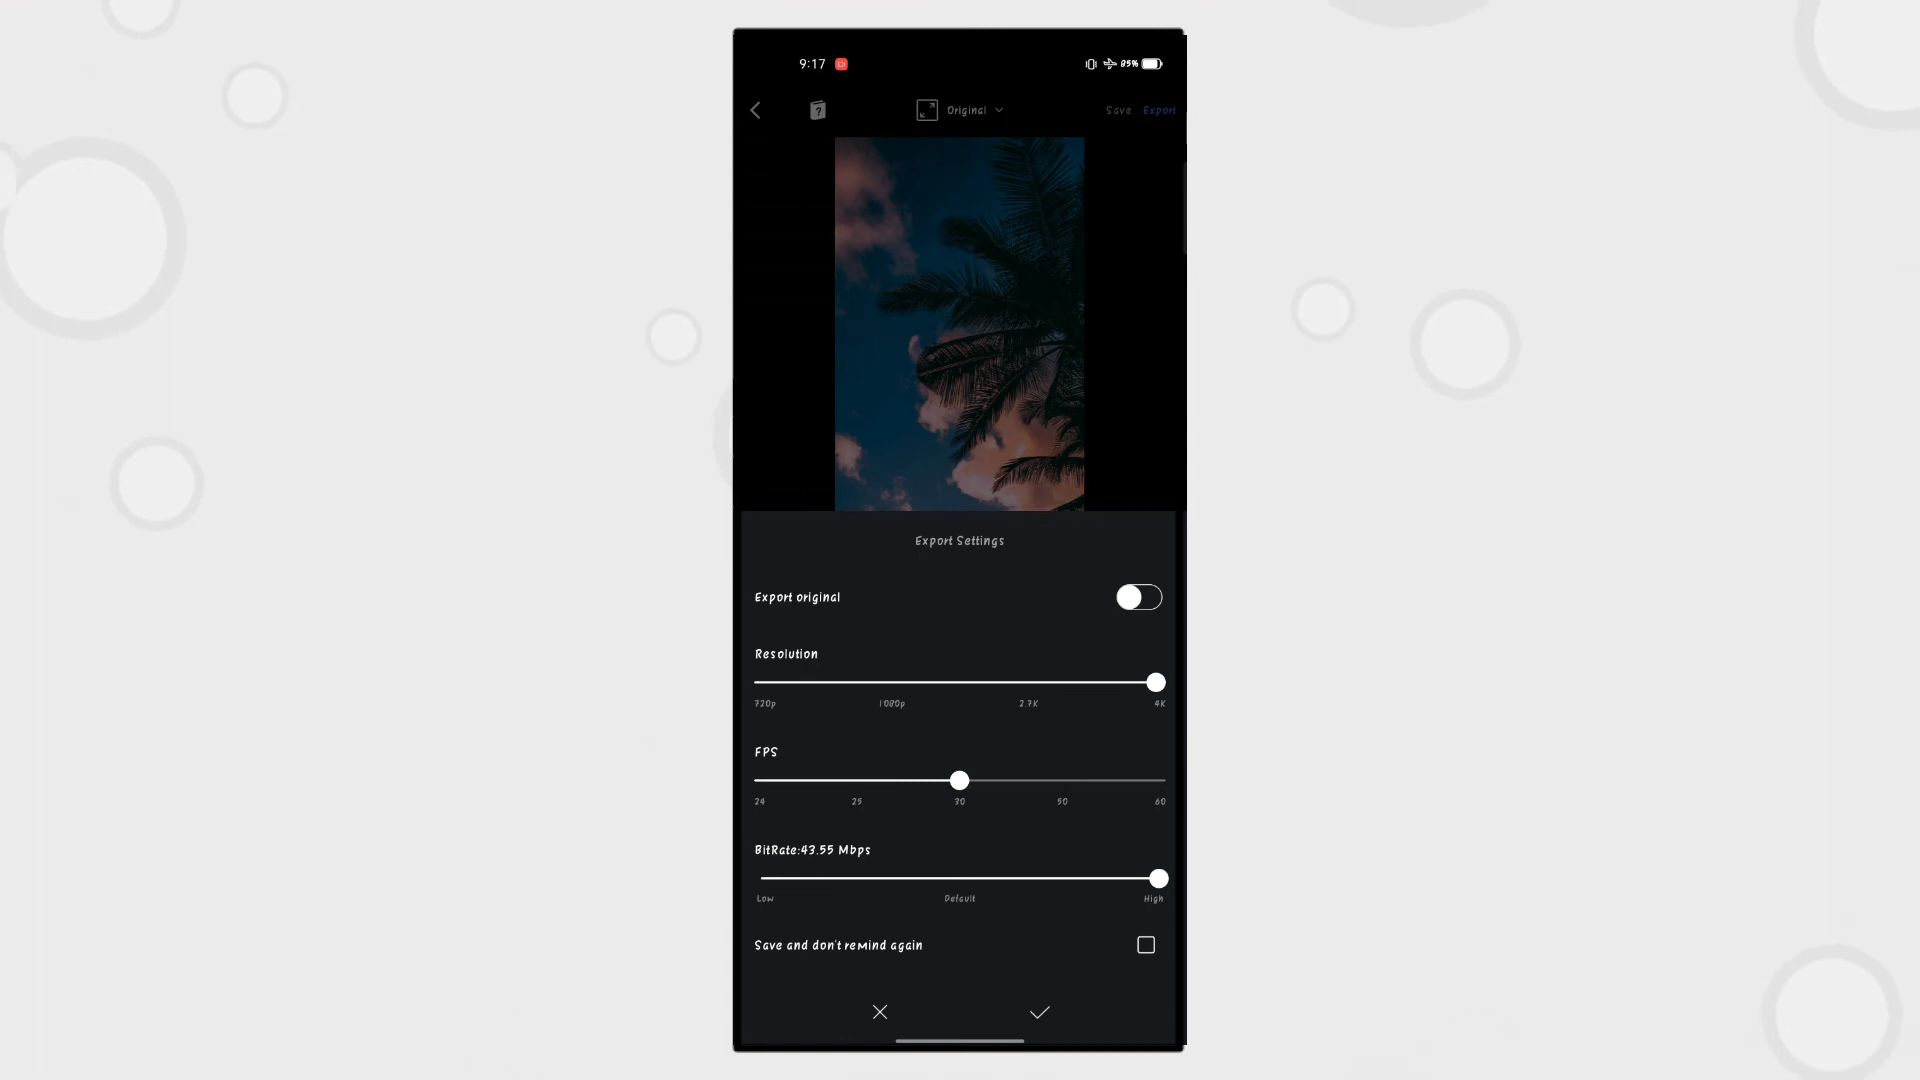 9:17 85%
Original Save Export
Export Settings
Export original
Resolution
720p 1080p 2.7K 4K
FPS
24 25 30 50 60
BitRate:43.55 Mbps
Low Default High
Save and don't remind again